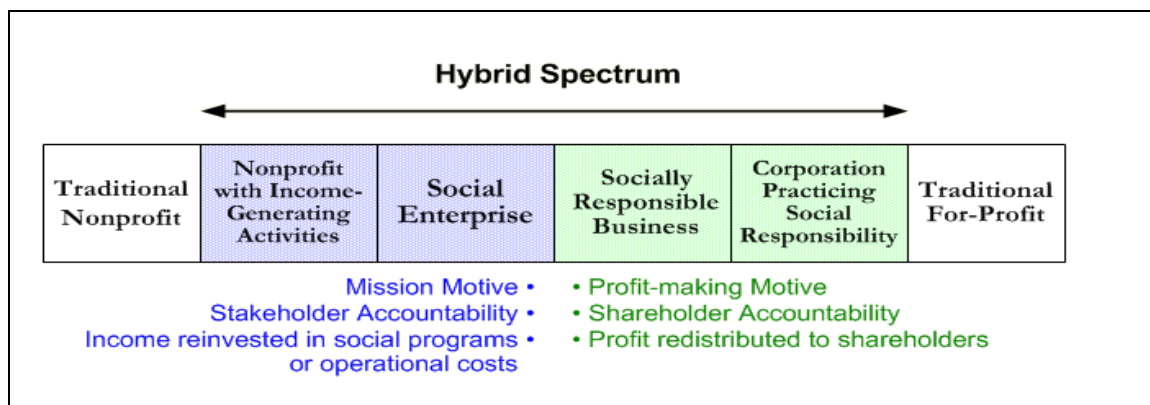 Hybrid Spectrum
Traditional
Nonprofit
Nonprofit
with Income-
Generating
Activities
Social
Enterprise
Socially
Responsible
Business
Corporation
Practicing
Social
Responsibility
Traditional
For-Profit
Mission Motive •
Stakeholder Accountability •
Income reinvested in social programs •
or operational costs
• Profit-making Motive
• Shareholder Accountability
• Profit redistributed to shareholders